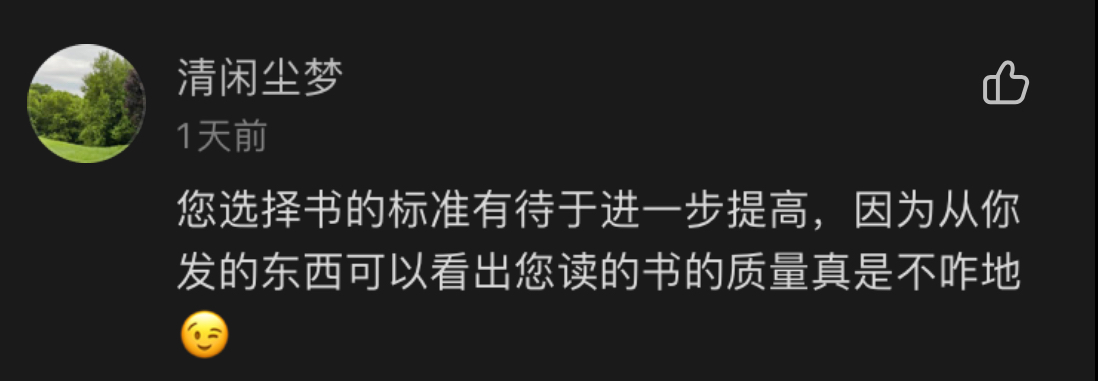 清闲尘梦
1天前
您选择书的标准有待于进一步提高，因为从你
发的东西可以看出您读的书的质量真是不咋地
😉